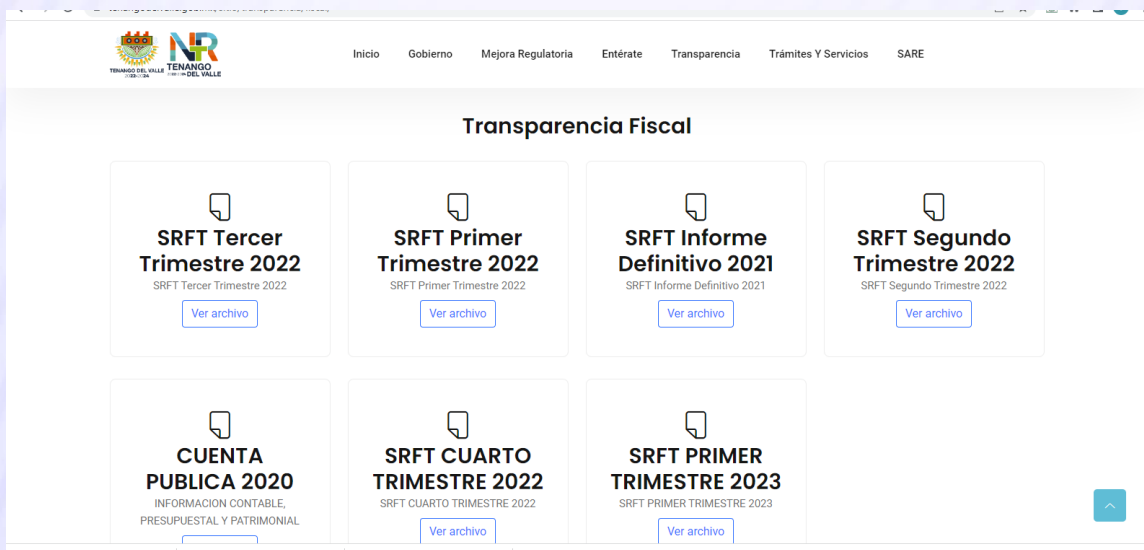 TENANGO DEL VALLE
2022-2024
TENANGO
DEL VALLE
Inicio
Gobierno
Mejora Regulatoria
Entérate
Transparencia
Trámites Y Servicios
SARE
Transparencia Fiscal
SRFT Tercer
Trimestre 2022
SRFT Tercer Trimestre 2022
Ver archivo
SRFT Primer
Trimestre 2022
SRFT Primer Trimestre 2022
Ver archivo
SRFT Informe
Definitivo 2021
SRFT Informe Definitivo 2021
Ver archivo
SRFT Segundo
Trimestre 2022
SRFT Segundo Trimestre 2022
Ver archivo
CUENTA
PUBLICA 2020
INFORMACION CONTABLE,
PRESUPUESTAL Y PATRIMONIAL
SRFT CUARTO
TRIMESTRE 2022
SRFT CUARTO TRIMESTRE 2022
Ver archivo
SRFT PRIMER
TRIMESTRE 2023
SRFT PRIMER TRIMESTRE 2023
Ver archivo